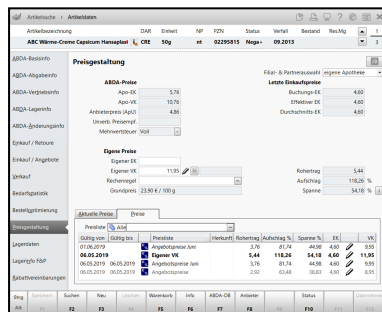 Artikelsuche › Artikeldaten
Artikelbezeichnung DAR Einheit NP PZN Status Verfall Bestand Res.Mg 1
ABC Wärme-Creme Capsicum Hansaplast CRE 50g nt 02295815 Nega+ 09.2013 3
ABDA-Basisinfo
ABDA-Abgabeinfo
ABDA-Vertriebsinfo
ABDA-Lagerinfo
ABDA-Änderungsinfo
Einkauf / Retoure
Einkauf / Angebote
Verkauf
Bedarfsstatistik
Bestelloptimierung
Preisgestaltung
Lagerdaten
Lagerinfo F&P
Rabattvereinbarungen
Preisgestaltung
Filial- & Partnerauswahl eigene Apotheke
ABDA-Preise Letzte Einkaufspreise
Apo-EK 5,76 Buchungs-EK 4,60
Apo-VK 10,76 Effektiver EK 4,60
Anbieterpreis (ApU) 4,86 Durchschnitts-EK 4,60
Unverb. Preisempf.
Mehrwertsteuer Voll
Eigene Preise
Eigener EK
Eigener VK 11,95 Rohertrag 5,44
Rechenregel Aufschlag 118,26 %
Grundpreis 23,90 € / 100 g Spanne 54,18 %
Aktuelle Preise Preise
Preisliste Alle
Gültig von Gültig bis Preisliste Herkunft Rohertrag Aufschlag % Spanne % EK VK
01.06.2019 Angebotspreise Juni 3,76 81,74 44,98 4,60 8,95
06.05.2019 Eigener VK 5,44 118,26 54,18 4,60 11,95
06.05.2019 06.05.2019 Angebotspreise Juni 3,76 81,74 44,98 4,60 8,95
06.05.2019 06.05.2019 Angebotspreise 2,92 63,48 38,83 4,60
Strg Speichern Suchen Neu Löschen Warenkorb Info ABDA-DB Anbieter Status
Alt F1 F2 F3 F4 F5 F6 F7 F8 F9 F10 F11 F12